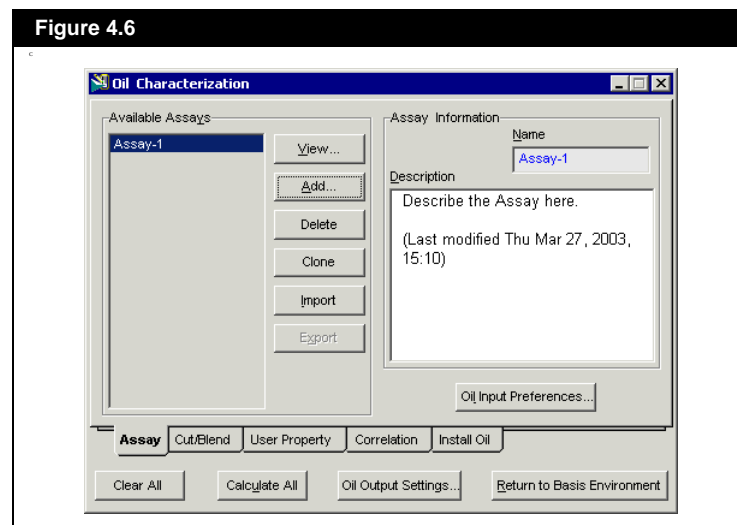 Figure 4.6
c
Oil Characterization
Available Assays
Assay-1
View...
Add...
Delete
Clone
Import
Export
Assay Information
Name
Assay-1
Description
Describe the Assay here.
(Last modified Thu Mar 27, 2003,
15:10)
Oil Input Preferences...
Assay
Cut/Blend
User Property
Correlation
Install Oil
Clear All
Calculate All
Oil Output Settings...
Return to Basis Environment